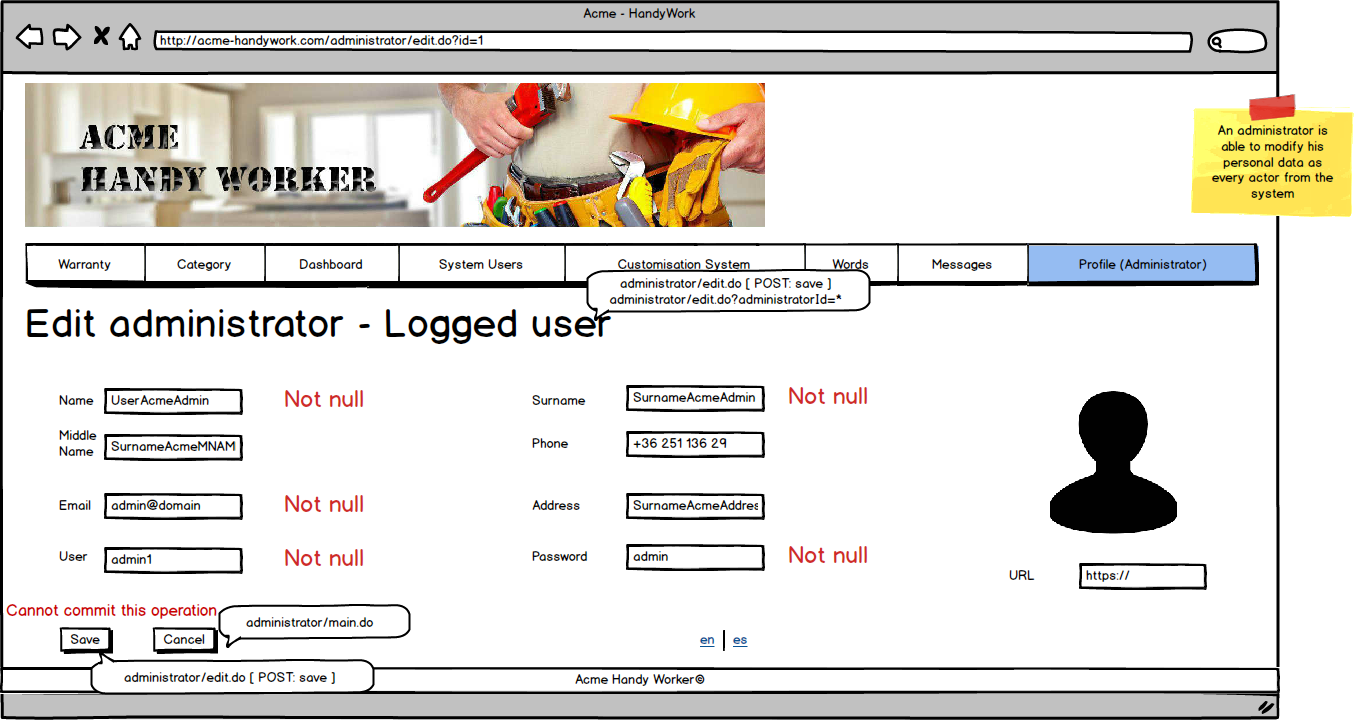 Acme - HandyWork
http://acme-handywork.com/administrator/edit.do?id=1
ACME
HANDY WORKER
An administrator is
able to modify his
personal data as
every actor from the
system
Warranty
Category
Dashboard
System Users
Customisation System
Words
Messages
Profile (Administrator)
administrator/edit.do [ POST: save ]
administrator/edit.do?administratorId=*
Edit administrator - Logged user
Name
UserAcmeAdmin
Not null
Surname
SurnameAcmeAdmin
Not null
Middle
Name
SurnameAcmeMNAM
Phone
+36 251 136 29
Email
admin@domain
Not null
Address
SurnameAcmeAddres
User
admin1
Not null
Password
admin
Not null
URL
https://
Cannot commit this operation
administrator/main.do
Save
Cancel
en
es
administrator/edit.do [ POST: save ]
Acme Handy Worker©